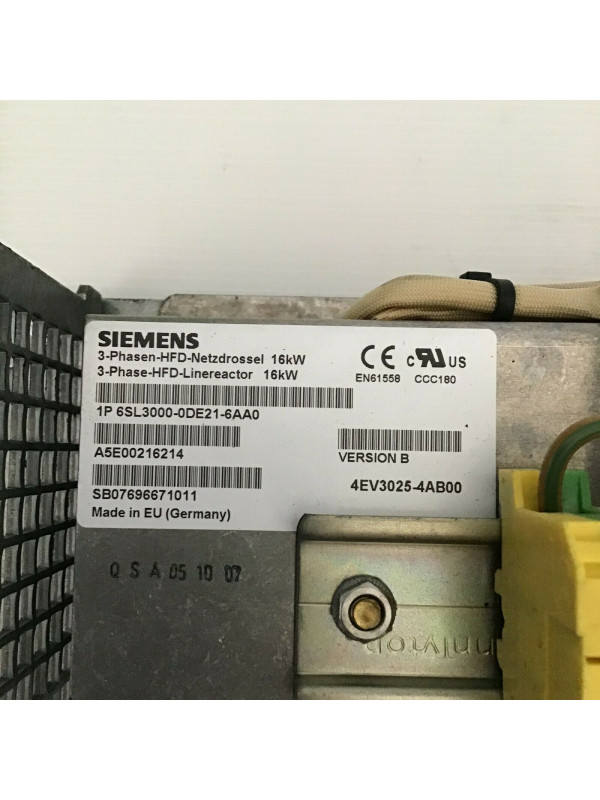 SIEMENS
3-Phasen-HFD-Netzdrossel 16kW
3-Phase-HFD-Linereactor 16kW
CE c RU US
EN61558 CCC180
1P 6SL3000-0DE21-6AA0
A5E00216214
VERSION B
SB07696671011
4EV3025-4AB00
Made in EU (Germany)
Q S A 05 10 07